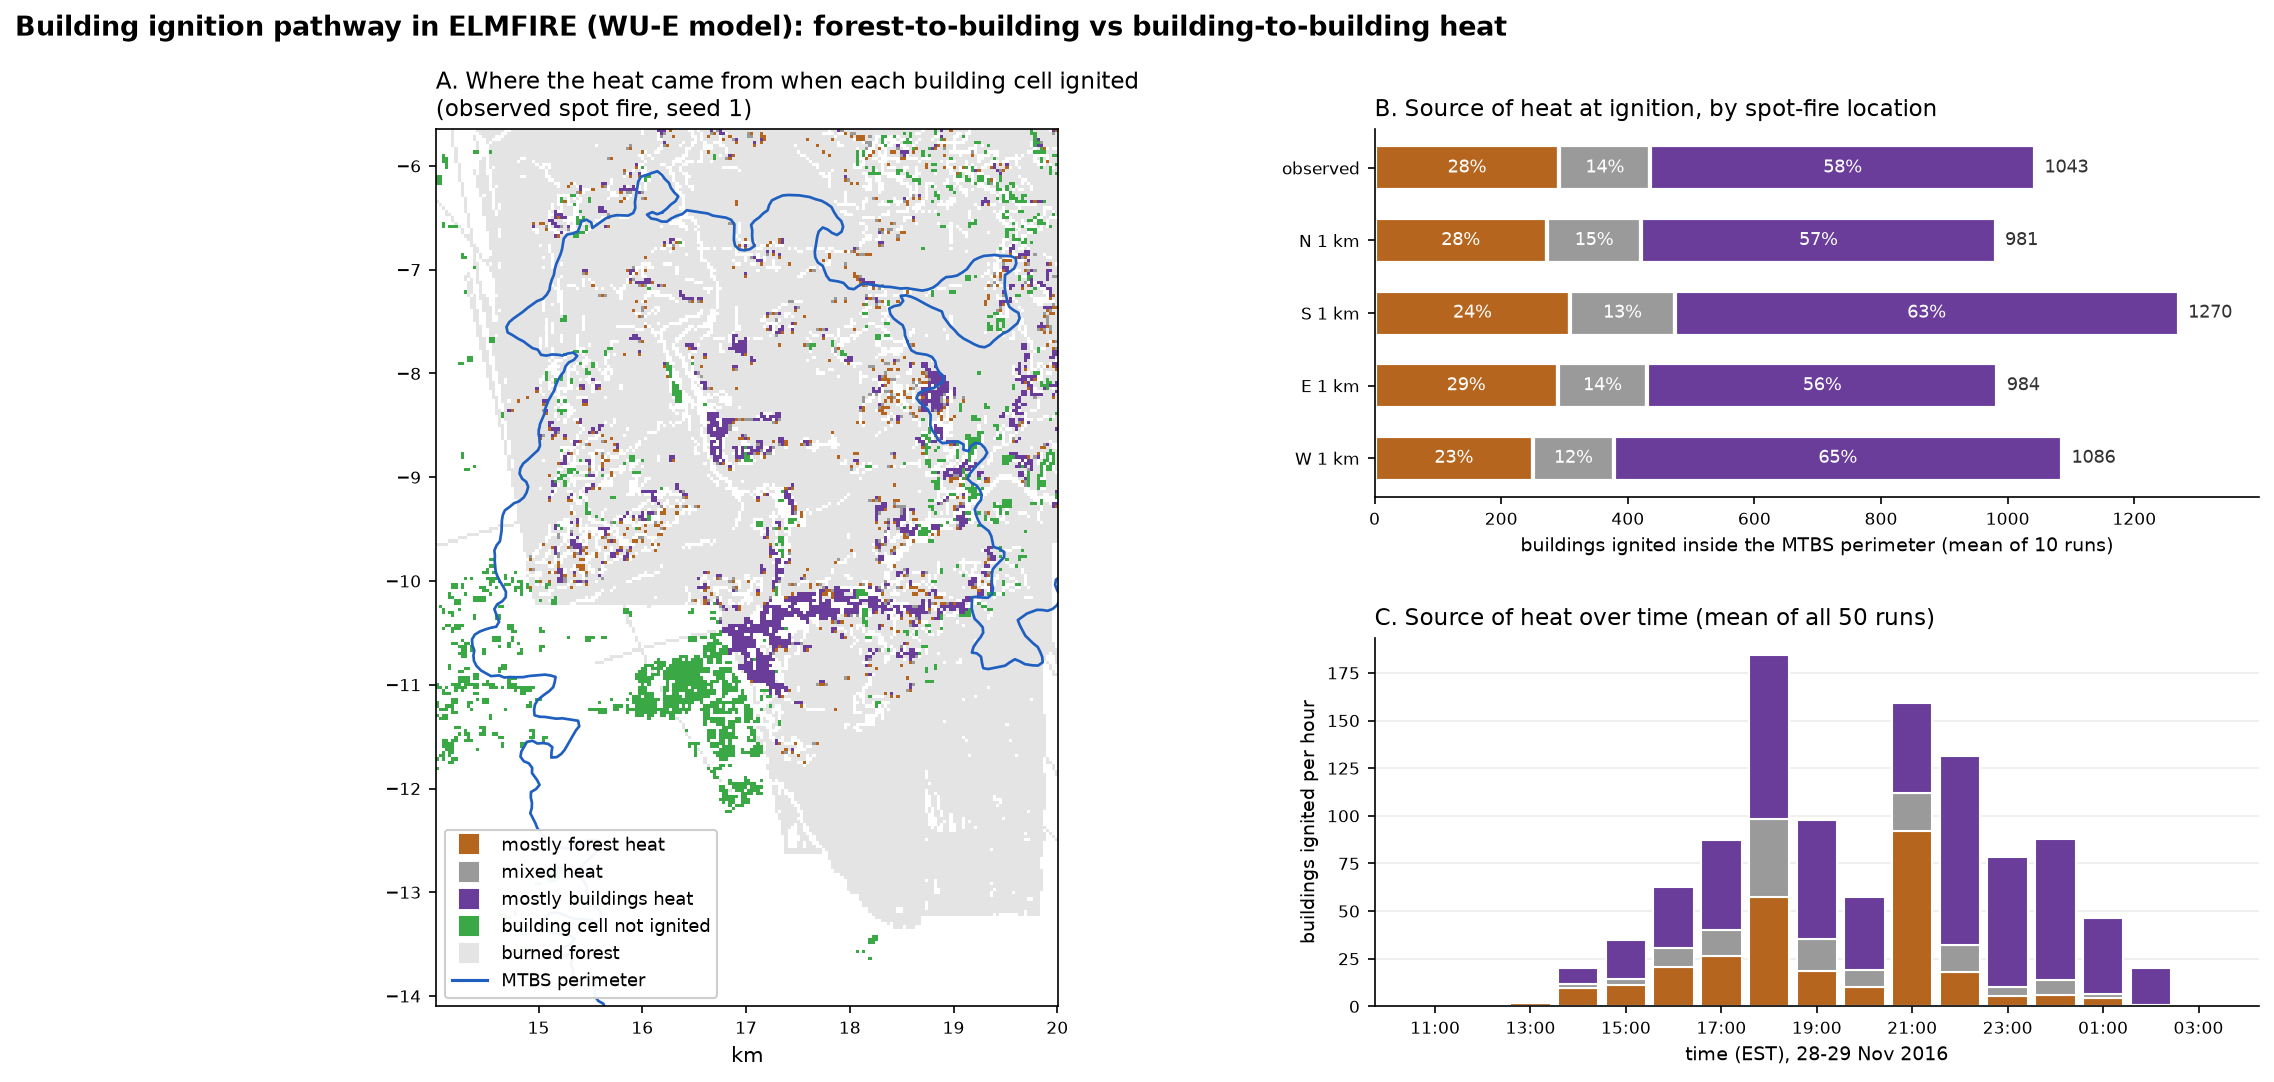 Building ignition pathway in ELMFIRE (WU-E model): forest-to-building vs building-to-building heat
A. Where the heat came from when each building cell ignited
(observed spot fire, seed 1)
−6
−7
−8
−9
−10
−11
−12
−13
−14
mostly forest heat
mixed heat
mostly buildings heat
building cell not ignited
burned forest
MTBS perimeter
15 16 17 18 19 20
km
B. Source of heat at ignition, by spot-fire location
observed 28% 14% 58% 1043
N 1 km 28% 15% 57% 981
S 1 km 24% 13% 63% 1270
E 1 km 29% 14% 56% 984
W 1 km 23% 12% 65% 1086
0 200 400 600 800 1000 1200
buildings ignited inside the MTBS perimeter (mean of 10 runs)
C. Source of heat over time (mean of all 50 runs)
buildings ignited per hour
175
150
125
100
75
50
25
0
11:00 13:00 15:00 17:00 19:00 21:00 23:00 01:00 03:00
time (EST), 28-29 Nov 2016